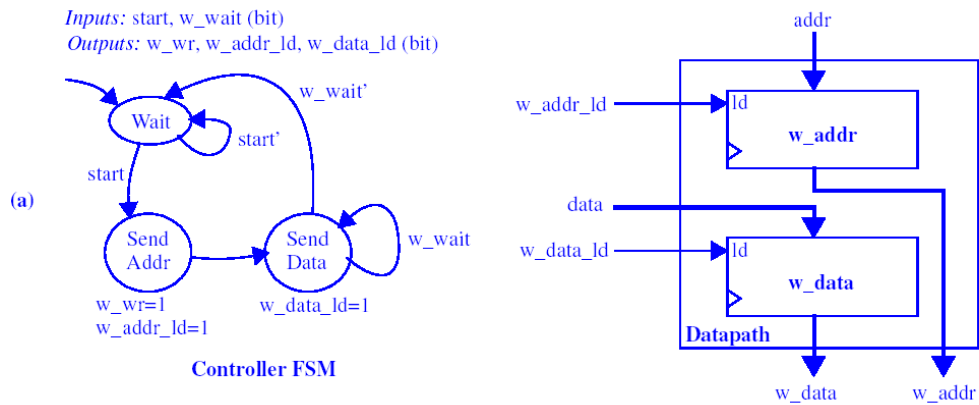 Inputs: start, w_wait (bit)
Outputs: w_wr, w_addr_ld, w_data_ld (bit)
w_wait’
Wait
start’
start
(a)
Send
Addr
Send
Data
w_wait
w_wr=1
w_addr_ld=1
w_data_ld=1
Controller FSM
addr
w_addr_ld
ld
w_addr
data
w_data_ld
ld
w_data
Datapath
w_data
w_addr